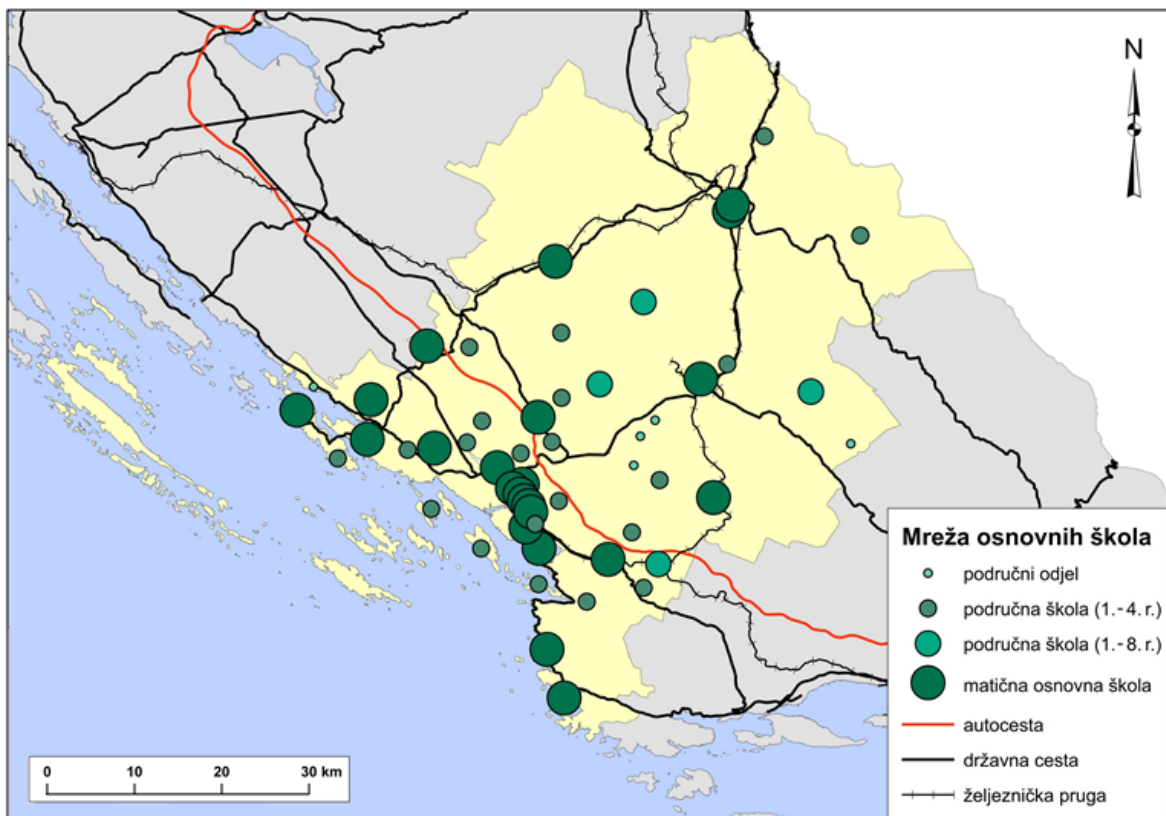 N
Mreža osnovnih škola
područni odjel
područna škola (1.-4. r.)
područna škola (1.-8. r.)
matična osnovna škola
autocesta
državna cesta
željeznička pruga
0 10 20 30 km